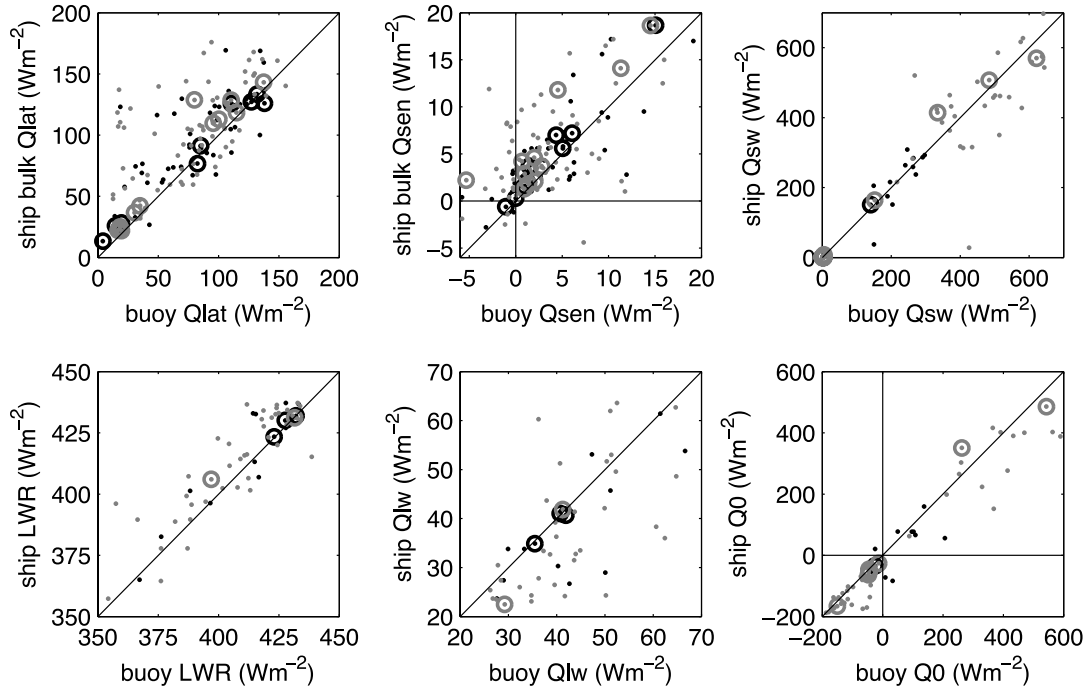 200
150
100
50
0
ship bulk Qlat (Wm⁻²)
0 50 100 150 200
buoy Qlat (Wm⁻²)
20
15
10
5
0
−5
ship bulk Qsen (Wm⁻²)
−5 0 5 10 15 20
buoy Qsen (Wm⁻²)
600
400
200
0
ship Qsw (Wm⁻²)
0 200 400 600
buoy Qsw (Wm⁻²)
450
425
400
375
350
ship LWR (Wm⁻²)
350 375 400 425 450
buoy LWR (Wm⁻²)
70
60
50
40
30
20
ship Qlw (Wm⁻²)
20 30 40 50 60 70
buoy Qlw (Wm⁻²)
600
400
200
0
−200
ship Q0 (Wm⁻²)
−200 0 200 400 600
buoy Q0 (Wm⁻²)